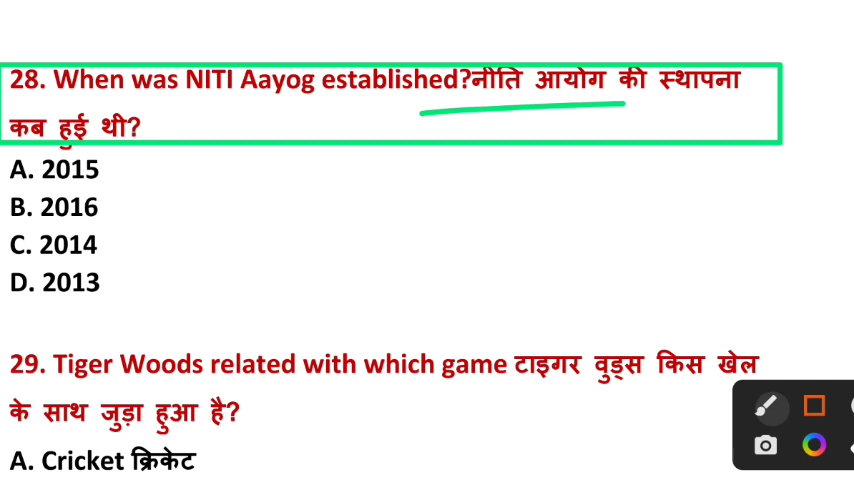 28. When was NITI Aayog established?नीति आयोग की स्थापना
कब हुई थी?
A. 2015
B. 2016
C. 2014
D. 2013
29. Tiger Woods related with which game टाइगर वुड्स किस खेल
के साथ जुड़ा हुआ है?
A. Cricket क्रिकेट